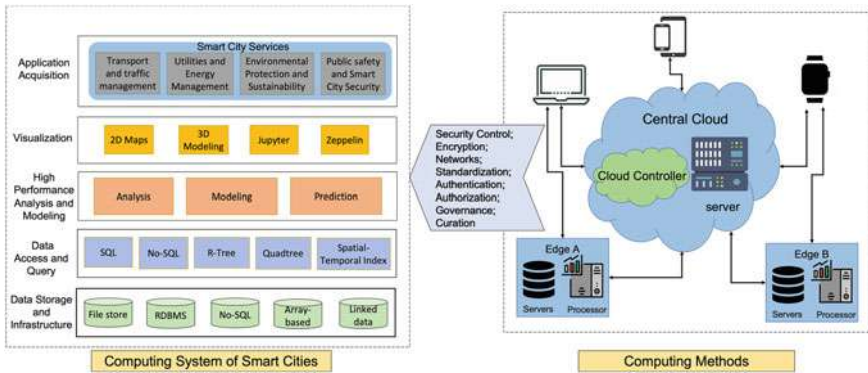 Smart City Services
Application
Acquisition
Transport
and traffic
management
Utilities and
Energy
Management
Environmental
Protection and
Sustainability
Public safety
and Smart
City Security
Visualization
2D Maps
3D
Modeling
Jupyter
Zeppelin
High
Performance
Analysis and
Modeling
Analysis
Modeling
Prediction
Data
Access and
Query
SQL
No-SQL
R-Tree
Quadtree
Spatial-
Temporal Index
Data Storage
and
Infrastructure
File store
RDBMS
No-SQL
Array-
based
Linked
data
Computing System of Smart Cities
Security Control;
Encryption;
Networks;
Standardization;
Authentication;
Authorization;
Governance;
Curation
Central Cloud
Cloud Controller
server
Edge A
Servers
Processor
Edge B
Servers
Processor
Computing Methods